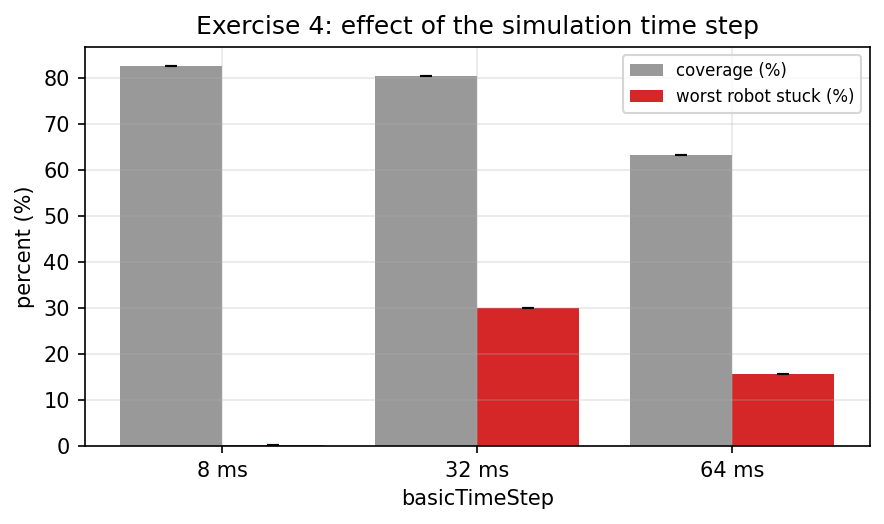 Exercise 4: effect of the simulation time step
coverage (%)
worst robot stuck (%)
percent (%)
80
70
60
50
40
30
20
10
0
8 ms
32 ms
64 ms
basicTimeStep